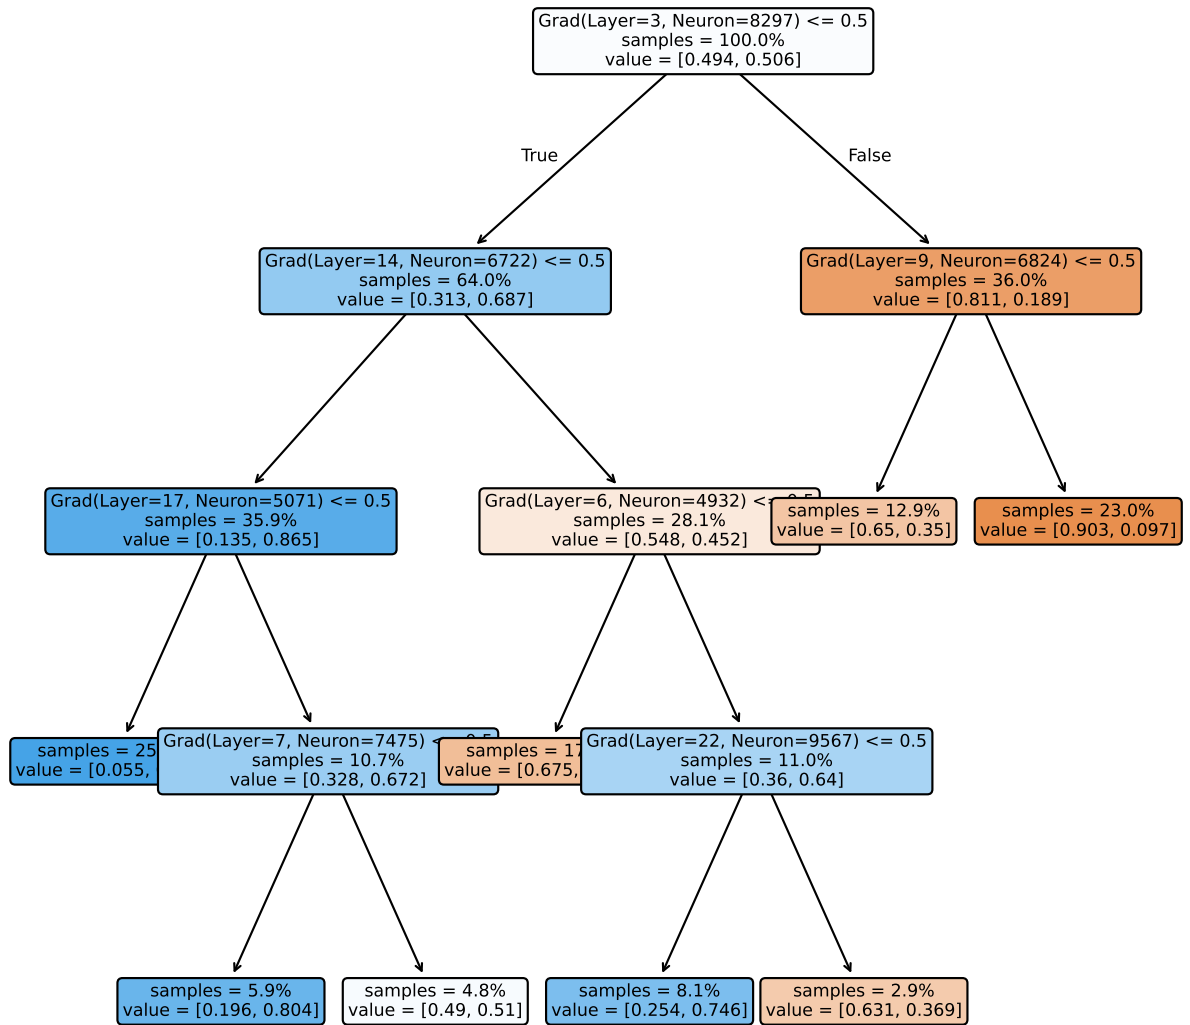 Grad(Layer=3, Neuron=8297) <= 0.5
samples = 100.0%
value = [0.494, 0.506]
True
False
Grad(Layer=14, Neuron=6722) <= 0.5
samples = 64.0%
value = [0.313, 0.687]
Grad(Layer=9, Neuron=6824) <= 0.5
samples = 36.0%
value = [0.811, 0.189]
Grad(Layer=17, Neuron=5071) <= 0.5
samples = 35.9%
value = [0.135, 0.865]
Grad(Layer=6, Neuron=4932) <=
samples = 28.1%
value = [0.548, 0.452]
samples = 12.9%
value = [0.65, 0.35]
samples = 23.0%
value = [0.903, 0.097]
samples = 25
value = [0.055,
Grad(Layer=7, Neuron=7475) <=
samples = 10.7%
value = [0.328, 0.672]
samples = 17
value = [0.675,
Grad(Layer=22, Neuron=9567) <= 0.5
samples = 11.0%
value = [0.36, 0.64]
samples = 5.9%
value = [0.196, 0.804]
samples = 4.8%
value = [0.49, 0.51]
samples = 8.1%
value = [0.254, 0.746]
samples = 2.9%
value = [0.631, 0.369]